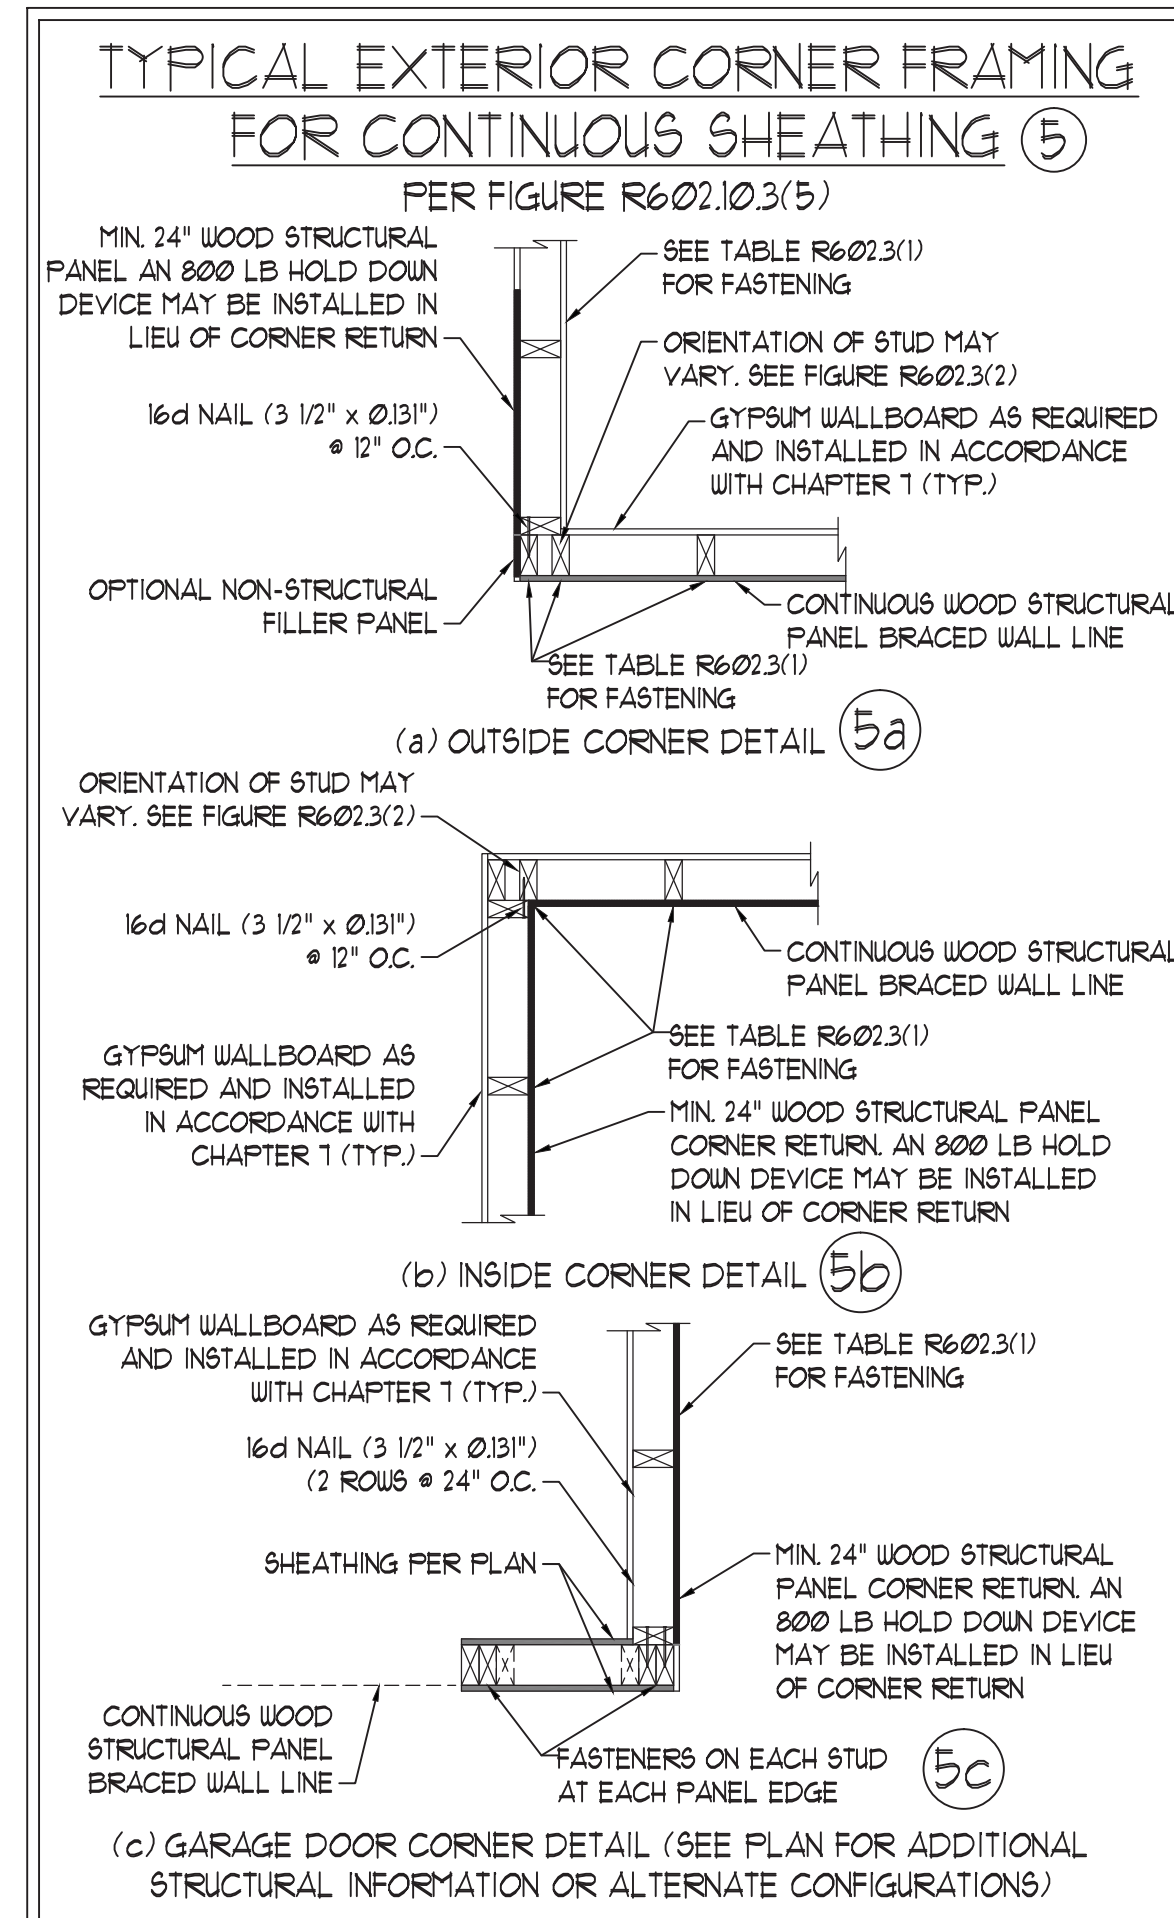 TYPICAL EXTERIOR CORNER FRAMING
FOR CONTINUOUS SHEATHING 5
PER FIGURE R602.10.3(5)
MIN. 24" WOOD STRUCTURAL
PANEL AN 800 LB HOLD DOWN
DEVICE MAY BE INSTALLED IN
LIEU OF CORNER RETURN
16d NAIL (3 1/2" x 0.131")
@ 12" O.C.
OPTIONAL NON-STRUCTURAL
FILLER PANEL
SEE TABLE R602.3(1)
FOR FASTENING
ORIENTATION OF STUD MAY
VARY. SEE FIGURE R602.3(2)
GYPSUM WALLBOARD AS REQUIRED
AND INSTALLED IN ACCORDANCE
WITH CHAPTER 7 (TYP.)
CONTINUOUS WOOD STRUCTURAL
PANEL BRACED WALL LINE
SEE TABLE R602.3(1)
FOR FASTENING
(a) OUTSIDE CORNER DETAIL 5a
ORIENTATION OF STUD MAY
VARY. SEE FIGURE R602.3(2)
16d NAIL (3 1/2" x 0.131")
@ 12" O.C.
GYPSUM WALLBOARD AS
REQUIRED AND INSTALLED
IN ACCORDANCE WITH
CHAPTER 7 (TYP.)
CONTINUOUS WOOD STRUCTURAL
PANEL BRACED WALL LINE
SEE TABLE R602.3(1)
FOR FASTENING
MIN. 24" WOOD STRUCTURAL PANEL
CORNER RETURN. AN 800 LB HOLD
DOWN DEVICE MAY BE INSTALLED
IN LIEU OF CORNER RETURN
(b) INSIDE CORNER DETAIL 5b
GYPSUM WALLBOARD AS REQUIRED
AND INSTALLED IN ACCORDANCE
WITH CHAPTER 7 (TYP.)
16d NAIL (3 1/2" x 0.131")
(2 ROWS @ 24" O.C.
SHEATHING PER PLAN
CONTINUOUS WOOD
STRUCTURAL PANEL
BRACED WALL LINE
SEE TABLE R602.3(1)
FOR FASTENING
MIN. 24" WOOD STRUCTURAL
PANEL CORNER RETURN. AN
800 LB HOLD DOWN DEVICE
MAY BE INSTALLED IN LIEU
OF CORNER RETURN
FASTENERS ON EACH STUD
AT EACH PANEL EDGE
5c
(c) GARAGE DOOR CORNER DETAIL (SEE PLAN FOR ADDITIONAL
STRUCTURAL INFORMATION OR ALTERNATE CONFIGURATIONS)